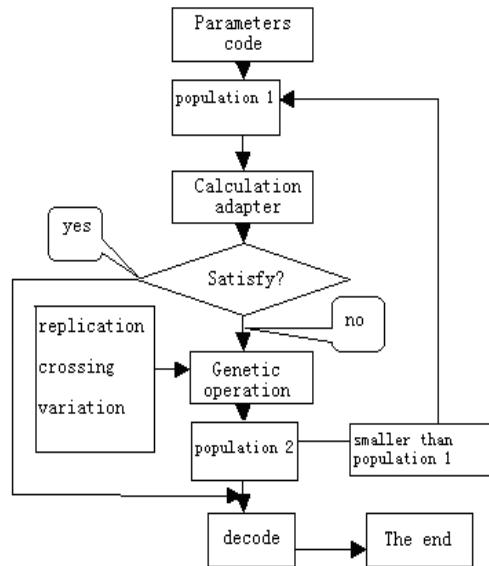 Parameters
code
population 1
Calculation
adapter
yes
Satisfy?
no
replication
crossing
variation
Genetic
operation
population 2
smaller than
population 1
decode
The end